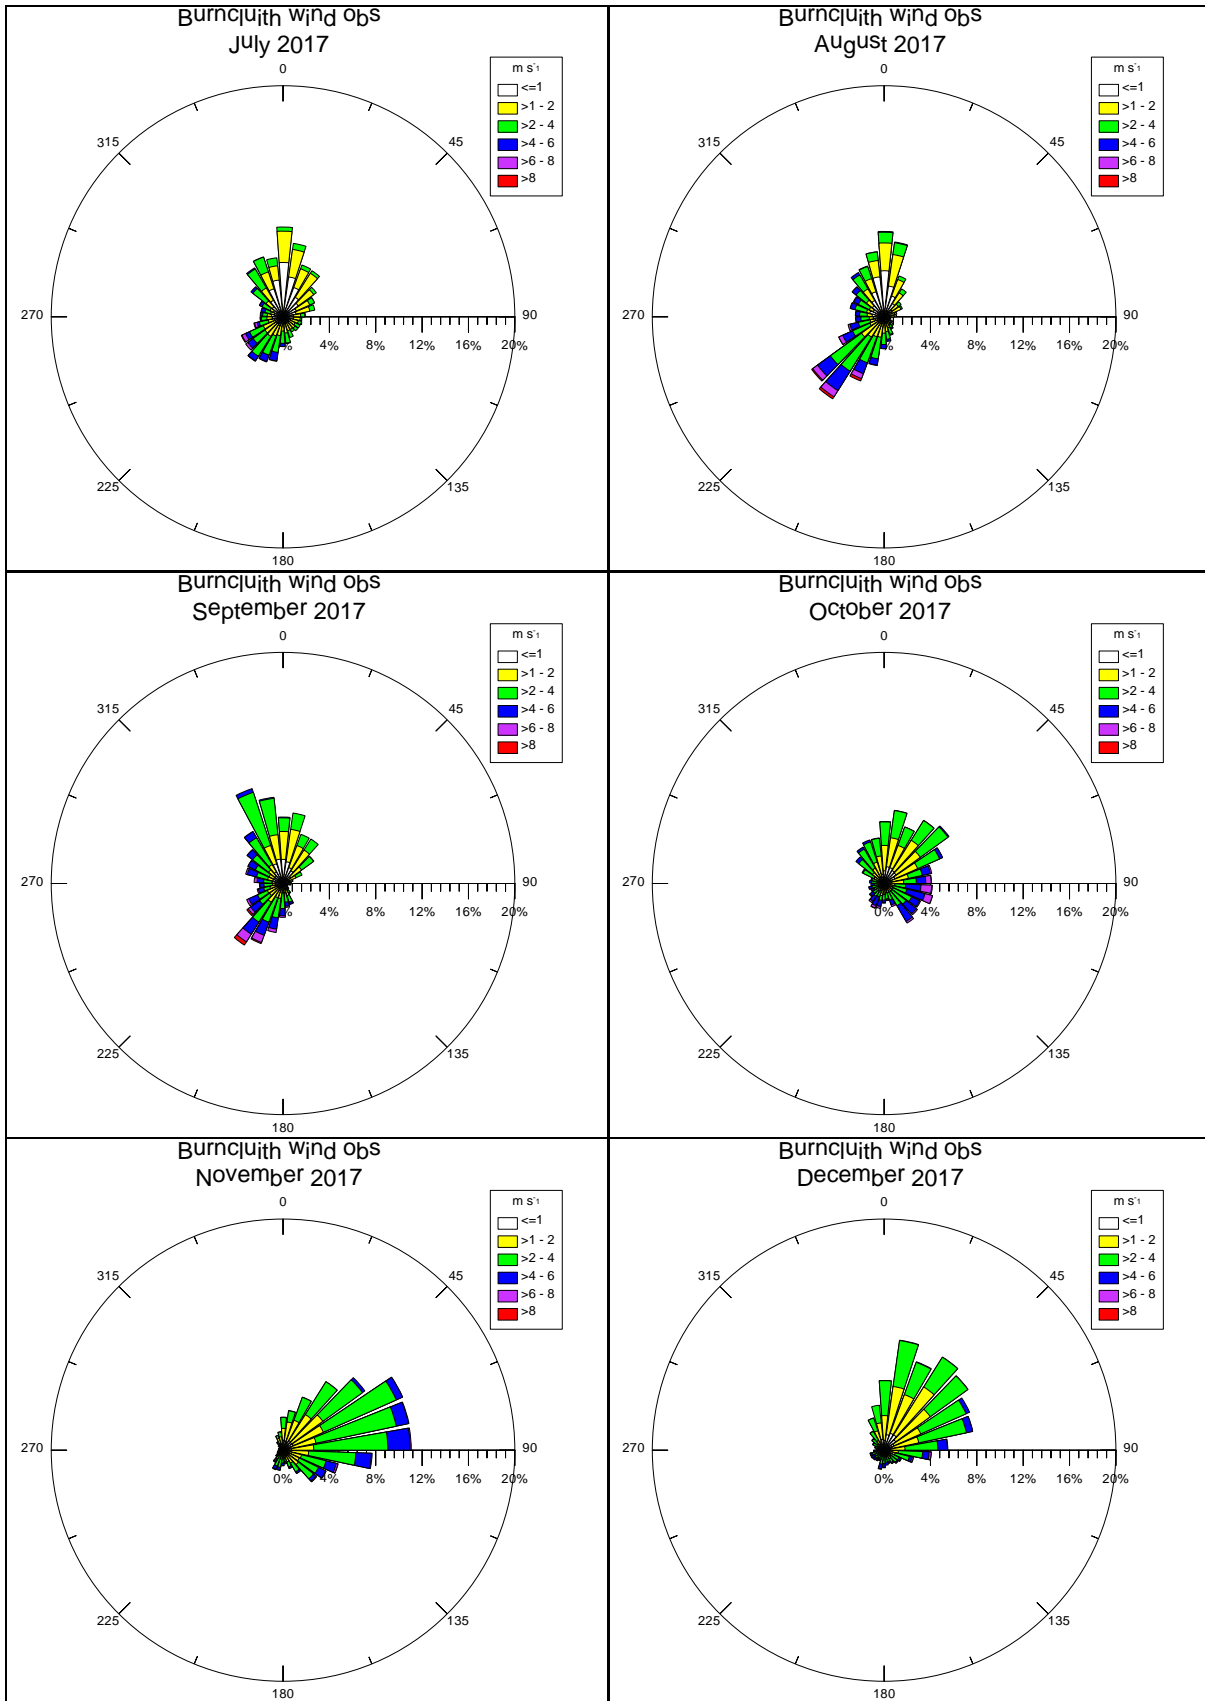 Burncluith wind obs
July 2017
0
45
90
135
180
225
270
315
m s-1
<=1
>1 - 2
>2 - 4
>4 - 6
>6 - 8
>8
% 4% 8% 12% 16% 20%
Burncluith wind obs
August 2017
0
45
90
135
180
225
270
315
m s-1
<=1
>1 - 2
>2 - 4
>4 - 6
>6 - 8
>8
% 4% 8% 12% 16% 20%
Burncluith wind obs
September 2017
0
45
90
135
180
225
270
315
m s-1
<=1
>1 - 2
>2 - 4
>4 - 6
>6 - 8
>8
% 4% 8% 12% 16% 20%
Burncluith wind obs
October 2017
0
45
90
135
180
225
270
315
m s-1
<=1
>1 - 2
>2 - 4
>4 - 6
>6 - 8
>8
0% 4% 8% 12% 16% 20%
Burncluith wind obs
November 2017
0
45
90
135
180
225
270
315
m s-1
<=1
>1 - 2
>2 - 4
>4 - 6
>6 - 8
>8
0% 4% 8% 12% 16% 20%
Burncluith wind obs
December 2017
0
45
90
135
180
225
270
315
m s-1
<=1
>1 - 2
>2 - 4
>4 - 6
>6 - 8
>8
0% 4% 8% 12% 16% 20%